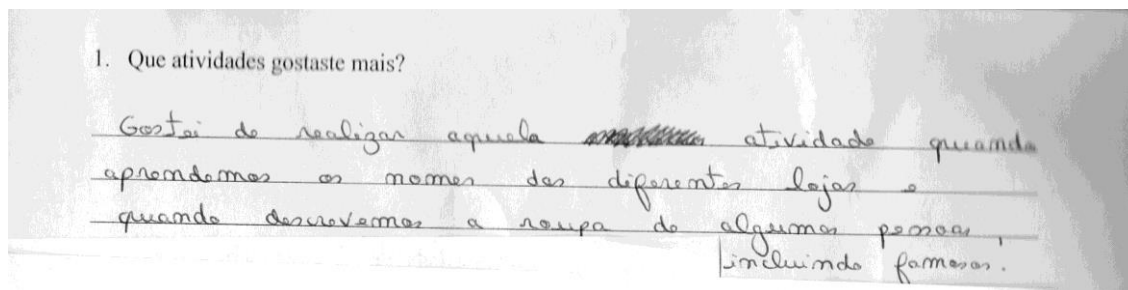 1. Que atividades gostaste mais?
Gostei de realizar aquela atividade quando
aprendemos os nomes das diferentes lojas e
quando descrevemos a roupa de algumas pessoas,
incluindo famosos.